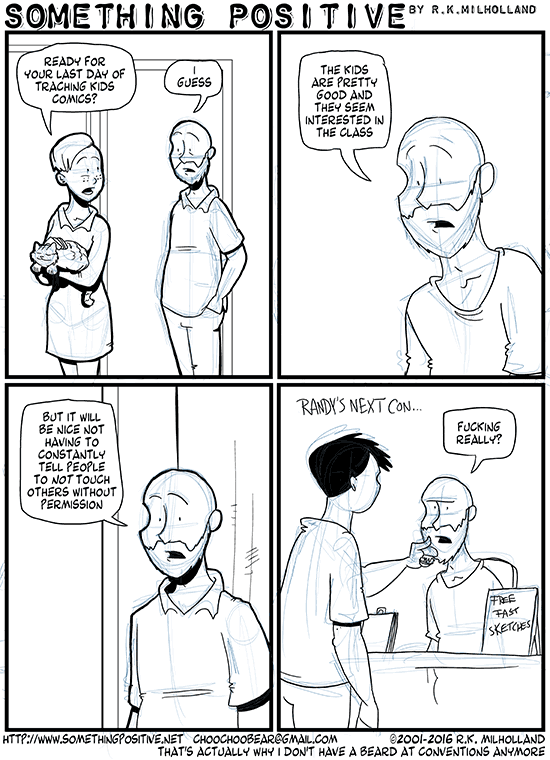 SOMETHING POSITIVE BY R.K.MILHOLLAND
READY FOR
YOUR LAST DAY OF
TRACHING KIDS
COMICS?
I
GUESS
THE KIDS
ARE PRETTY
GOOD AND
THEY SEEM
INTERESTED IN
THE CLASS
BUT IT WILL
BE NICE NOT
HAVING TO
CONSTANTLY
TELL PEOPLE
TO NOT TOUCH
OTHERS WITHOUT
PERMISSION
RANDY'S NEXT CON...
FUCKING
REALLY?
FREE
FAST
SKETCHES
HTTP://WWW.SOMETHINGPOSITIVE.NET CHOOCHOOBEAR@GMAIL.COM ©2001-2016 R.K. MILHOLLAND
THAT'S ACTUALLY WHY I DON'T HAVE A BEARD AT CONVENTIONS ANYMORE